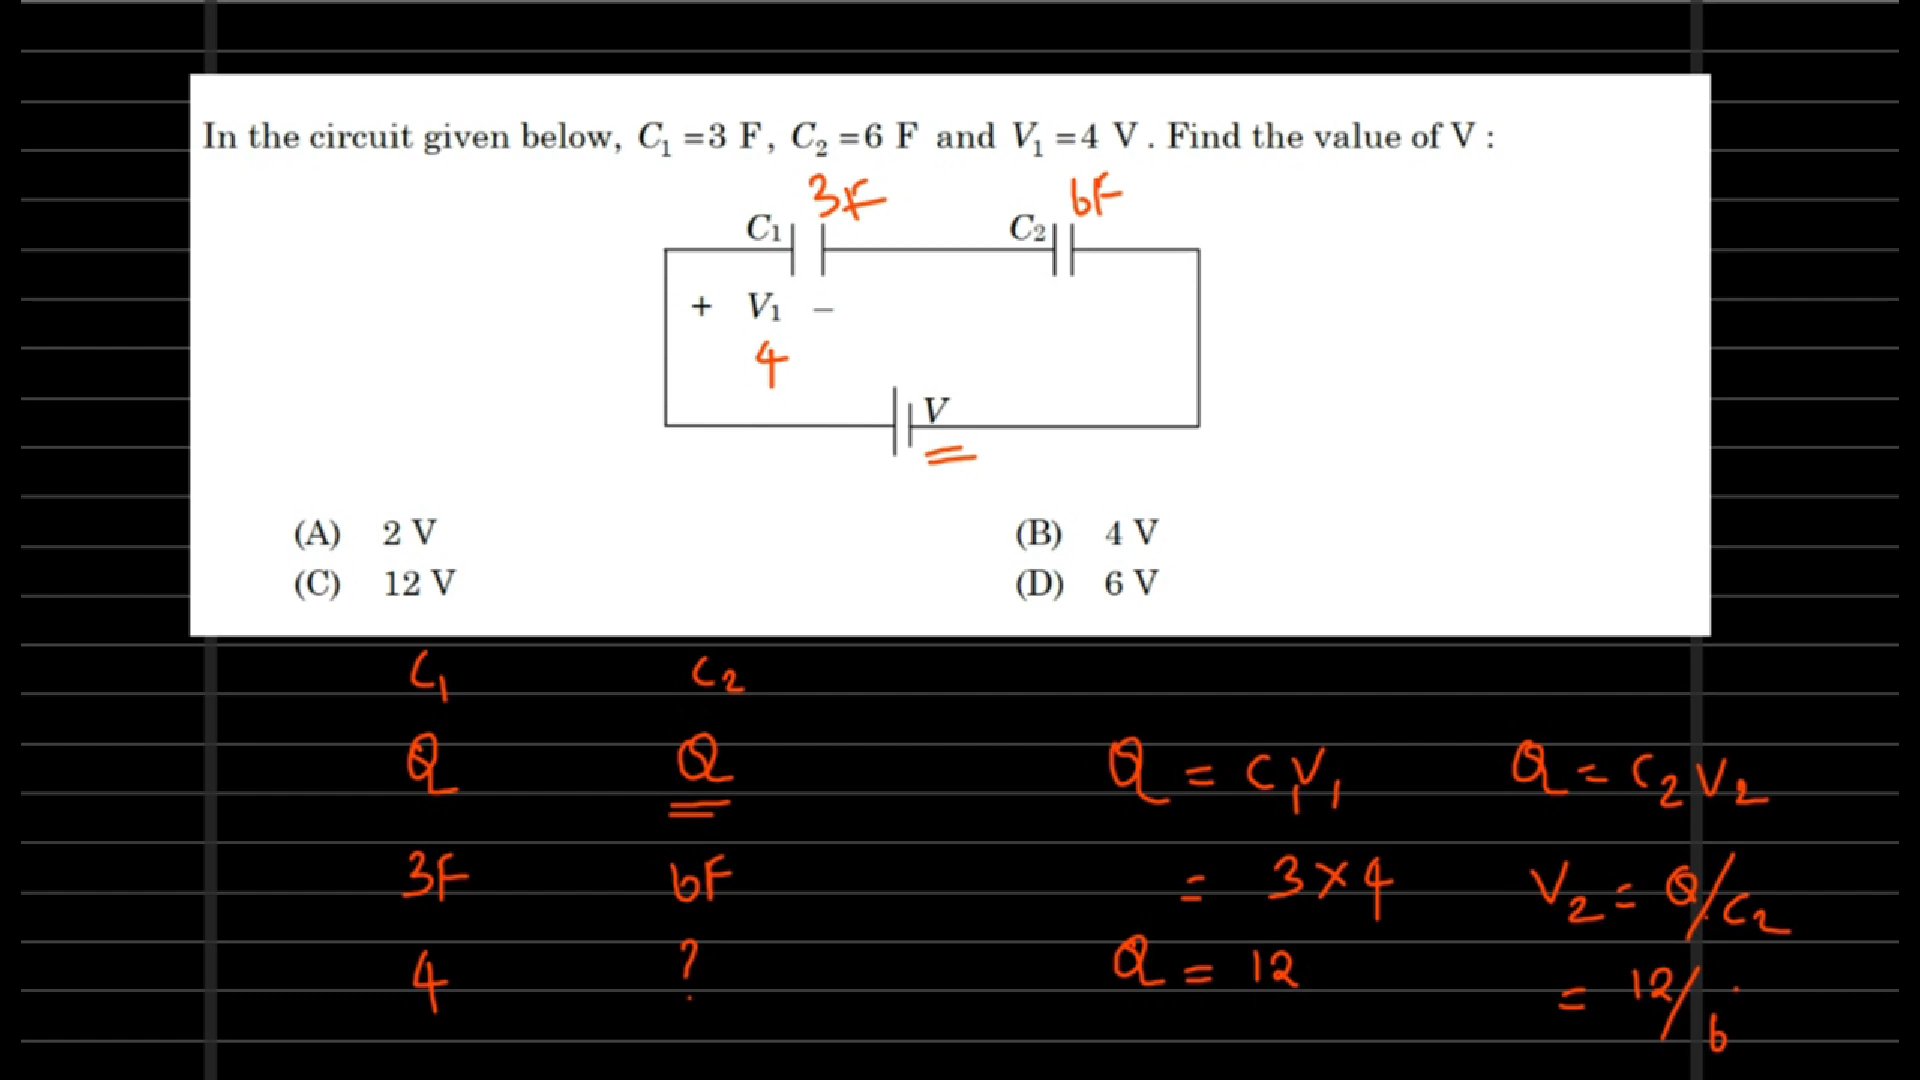 In the circuit given below, C₁ =3 F, C₂ =6 F and V₁ =4 V. Find the value of V :
3F 6F
C₁ C₂
+ V₁ –
4
V
(A) 2 V (B) 4 V
(C) 12 V (D) 6 V
C₁ C₂
Q Q Q = C₁V₁ Q = C₂V₂
3F 6F = 3×4 V₂ = Q/C₂
4 ? Q = 12 = 12/6